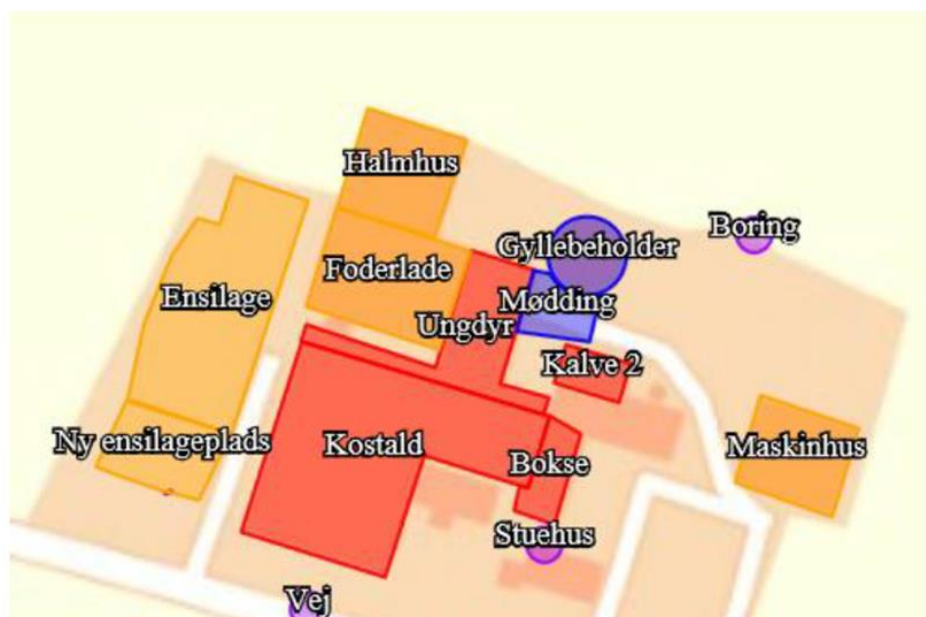 Halmhus
Boring
Gyllebeholder
Foderlade
Ensilage
Mødding
Ungdyr
Kalve 2
Ny ensilageplads
Kostald
Maskinhus
Bokse
Stuehus
Vej